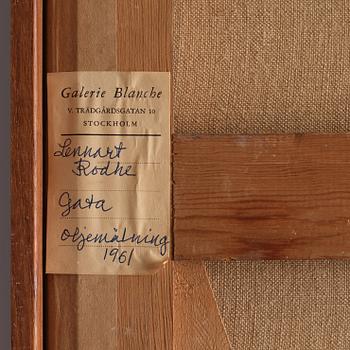 Galerie Blanche
V. TRÄDGÅRDSGATAN 10
STOCKHOLM
Lennart
Rodhe
Gata
Oljemålning
1961